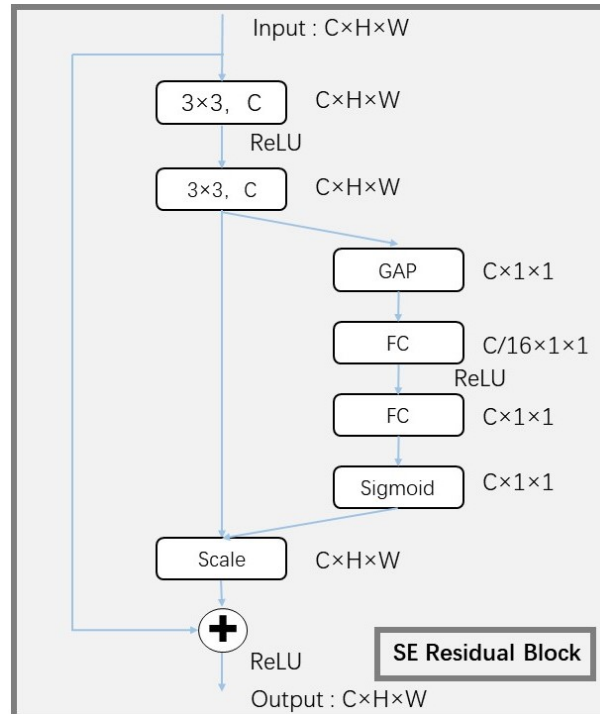 Input : C×H×W
3×3, C
C×H×W
ReLU
3×3, C
C×H×W
GAP
C×1×1
FC
C/16×1×1
ReLU
FC
C×1×1
Sigmoid
C×1×1
Scale
C×H×W
+
ReLU
SE Residual Block
Output : C×H×W